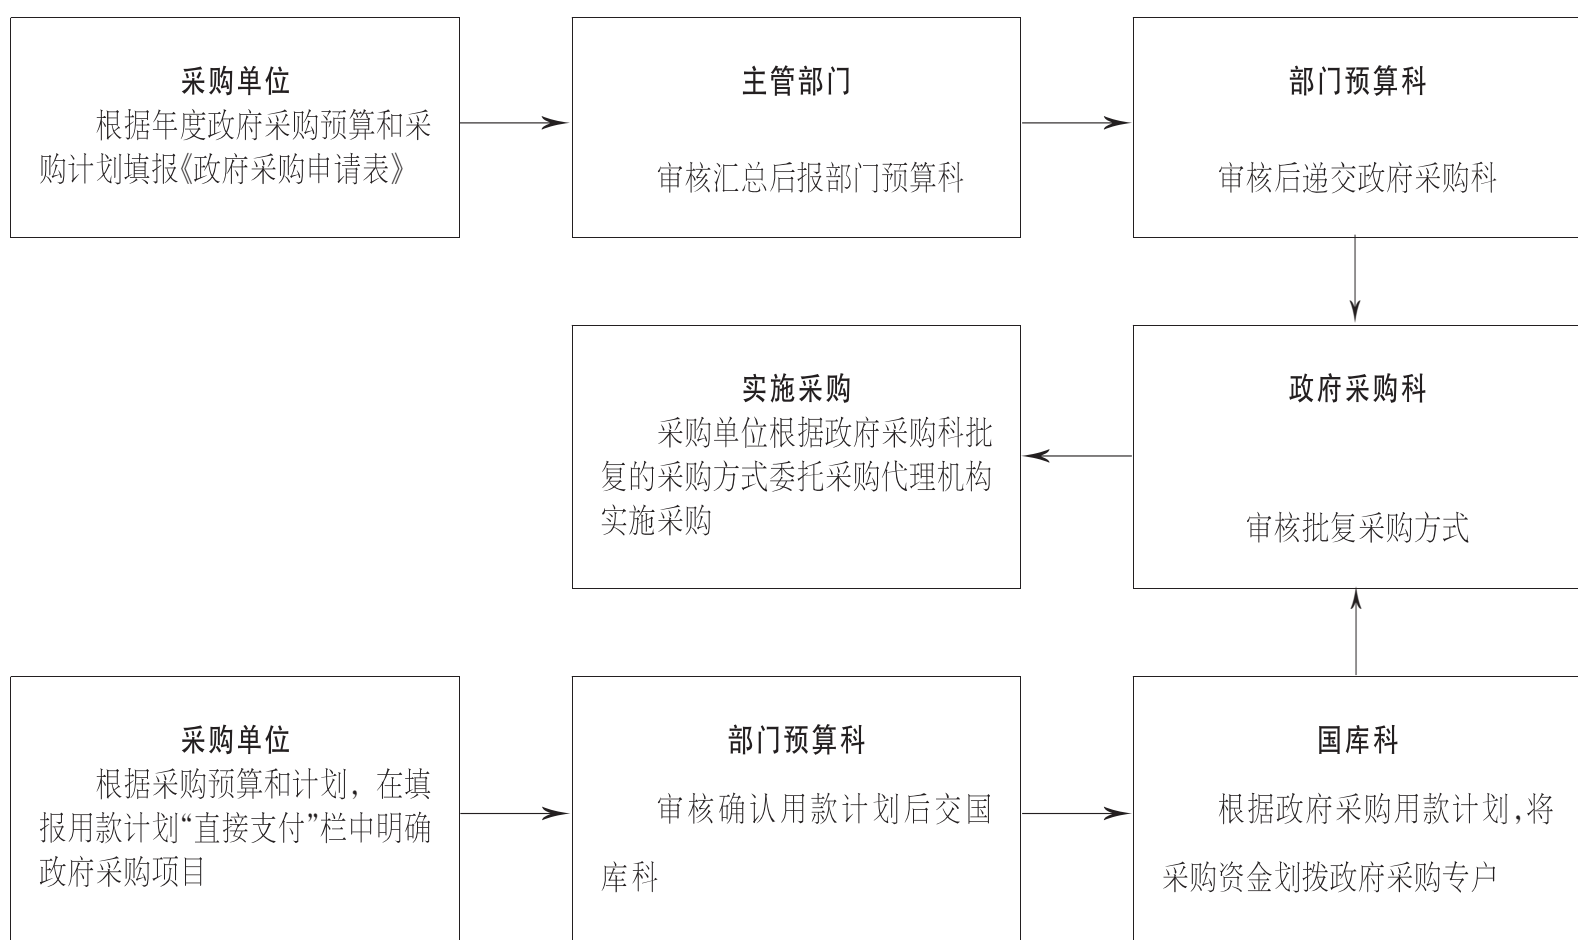 采购单位
根据年度政府采购预算和采
购计划填报《政府采购申请表》
主管部门
审核汇总后报部门预算科
部门预算科
审核后递交政府采购科
实施采购
采购单位根据政府采购科批
复的采购方式委托采购代理机构
实施采购
政府采购科
审核批复采购方式
采购单位
根据采购预算和计划，在填
报用款计划“直接支付”栏中明确
政府采购项目
部门预算科
审核确认用款计划后交国
库科
国库科
根据政府采购用款计划,将
采购资金划拨政府采购专户